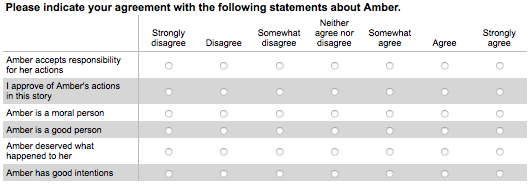 Please indicate your agreement with the following statements about Amber.
Strongly disagree
Disagree
Somewhat disagree
Neither agree nor disagree
Somewhat agree
Agree
Strongly agree
Amber accepts responsibility
for her actions
I approve of Amber's actions
in this story
Amber is a moral person
Amber is a good person
Amber deserved what
happened to her
Amber has good intentions